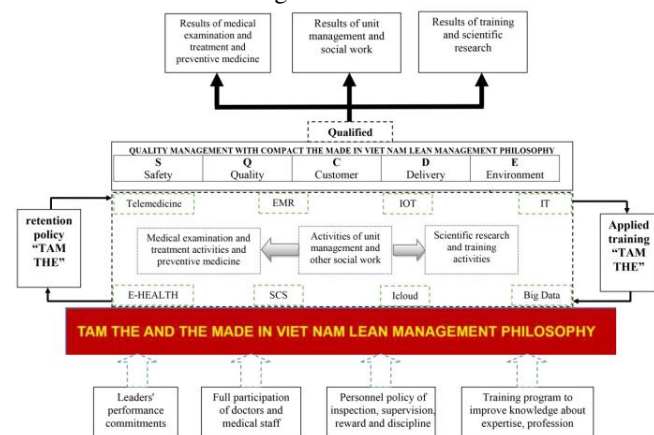 Results of medical
examination and
treatment and
preventive medicine
Results of unit
management and
social work
Results of training
and scientific
research
Qualified
QUALITY MANAGEMENT WITH COMPACT THE MADE IN VIET NAM LEAN MANAGEMENT PHILOSOPHY
S
Safety
Q
Quality
C
Customer
D
Delivery
E
Environment
Telemedicine
EMR
IOT
IT
retention
policy
“TAM
THE”
Medical examination and
treatment activities and
preventive medicine
Activities of unit
management and
other social work
Scientific research
and training
activities
Applied
training
“TAM
THE”
E-HEALTH
SCS
Icloud
Big Data
TAM THE AND THE MADE IN VIET NAM LEAN MANAGEMENT PHILOSOPHY
Leaders'
performance
commitments
Full participation
of doctors and
medical staff
Personnel policy of
inspection, supervision,
reward and discipline
Training program to
improve knowledge about
expertise, profession